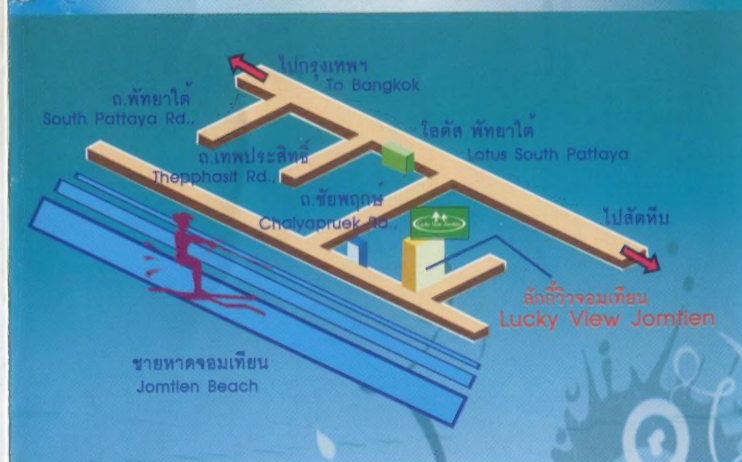 ไปกรุงเทพฯ
To Bangkok
ถ.พัทยาใต้
South Pattaya Rd.,
โลตัส พัทยาใต้
Lotus South Pattaya
ถ.เทพประสิทธิ์
Thepphasit Rd.,
ถ.ชัยพฤกษ์
Chaiyapruek Rd.,
ไปสัตหีบ
ลักกี้วิวจอมเทียน
Lucky View Jomtien
ชายหาดจอมเทียน
Jomtien Beach